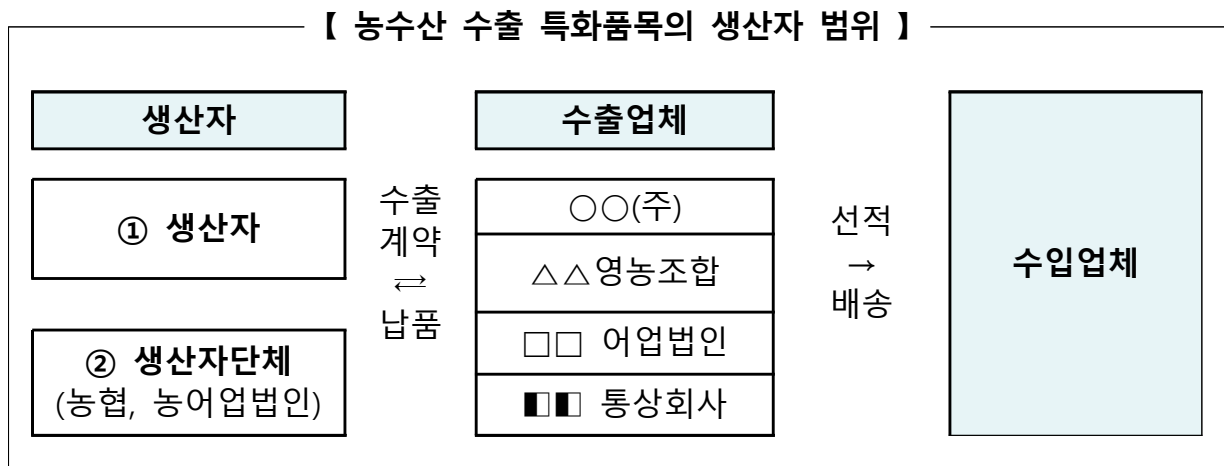 【 농수산 수출 특화품목의 생산자 범위 】
생산자
① 생산자
② 생산자단체
(농협, 농어업법인)
수출
계약
⇄
납품
수출업체
○○(주)
△△영농조합
□□ 어업법인
◧◧ 통상회사
선적
→
배송
수입업체